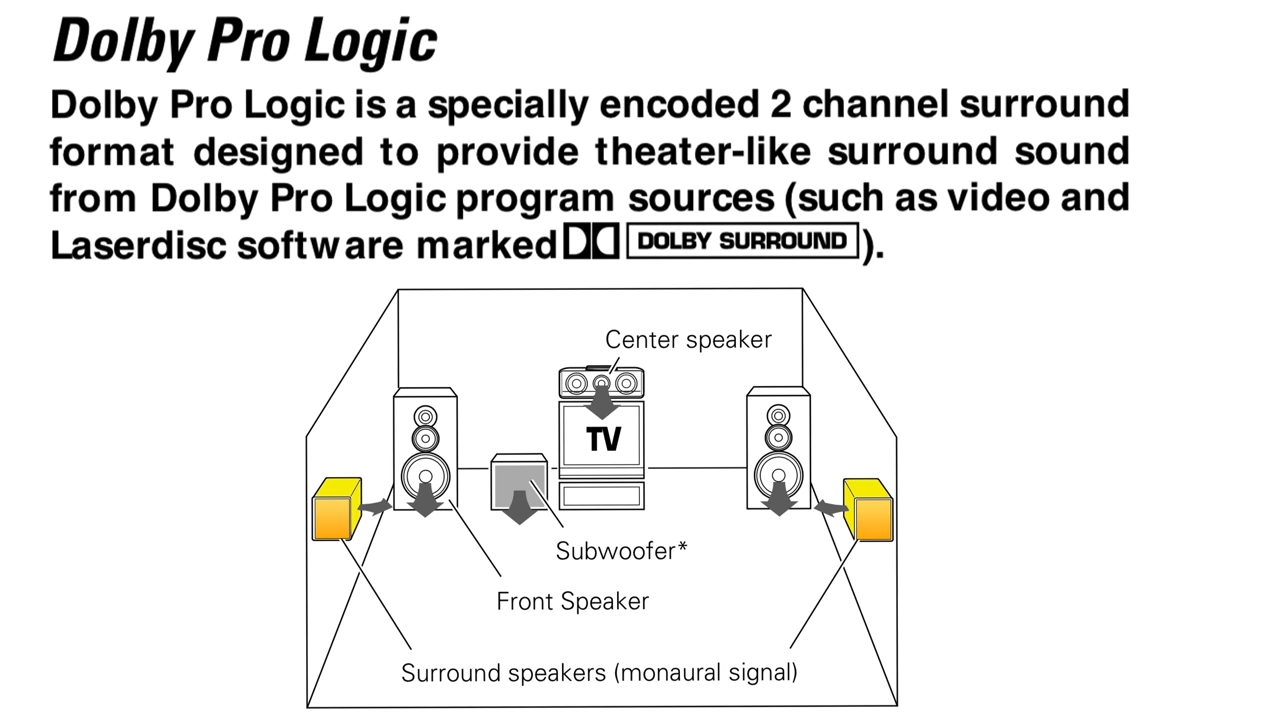 Dolby Pro Logic
Dolby Pro Logic is a specially encoded 2 channel surround
format designed to provide theater-like surround sound
from Dolby Pro Logic program sources (such as video and
Laserdisc software marked DOLBY SURROUND ).
Center speaker
TV
Subwoofer*
Front Speaker
Surround speakers (monaural signal)